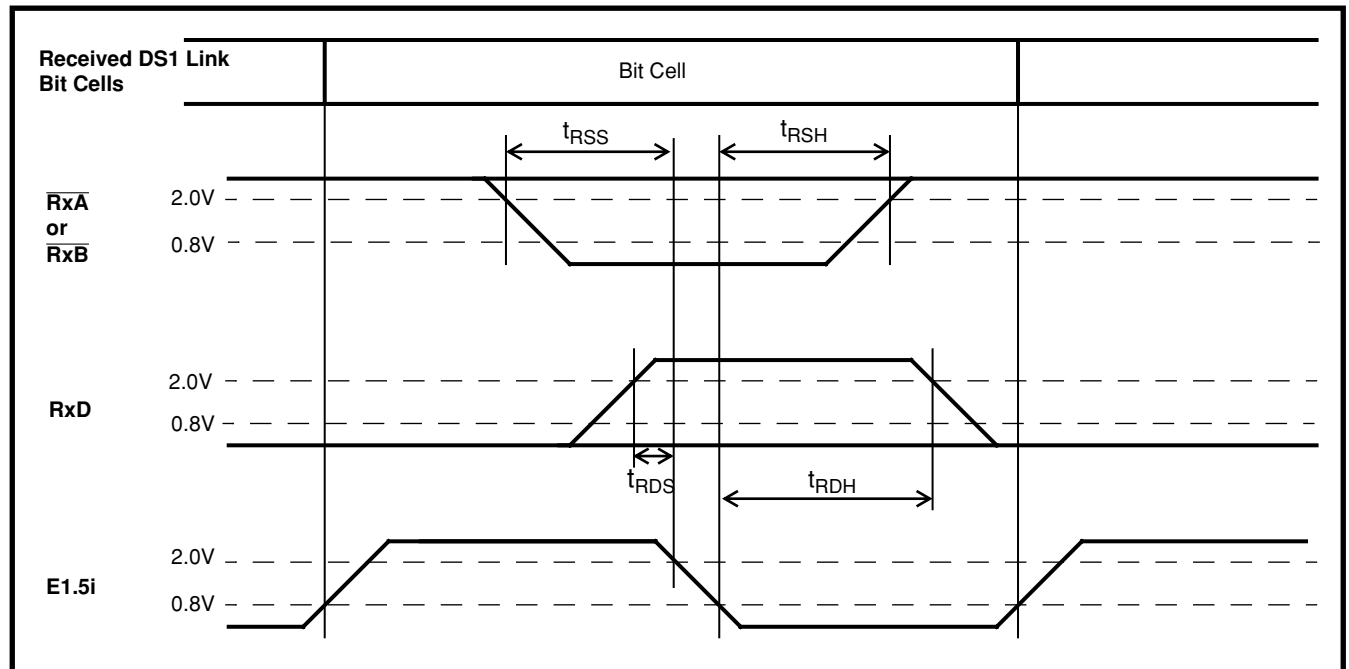 Received DS1 Link
Bit Cells
Bit Cell
tRSS
tRSH
RxA
or
RxB
2.0V
0.8V
RxD
2.0V
0.8V
tRDS
tRDH
E1.5i
2.0V
0.8V